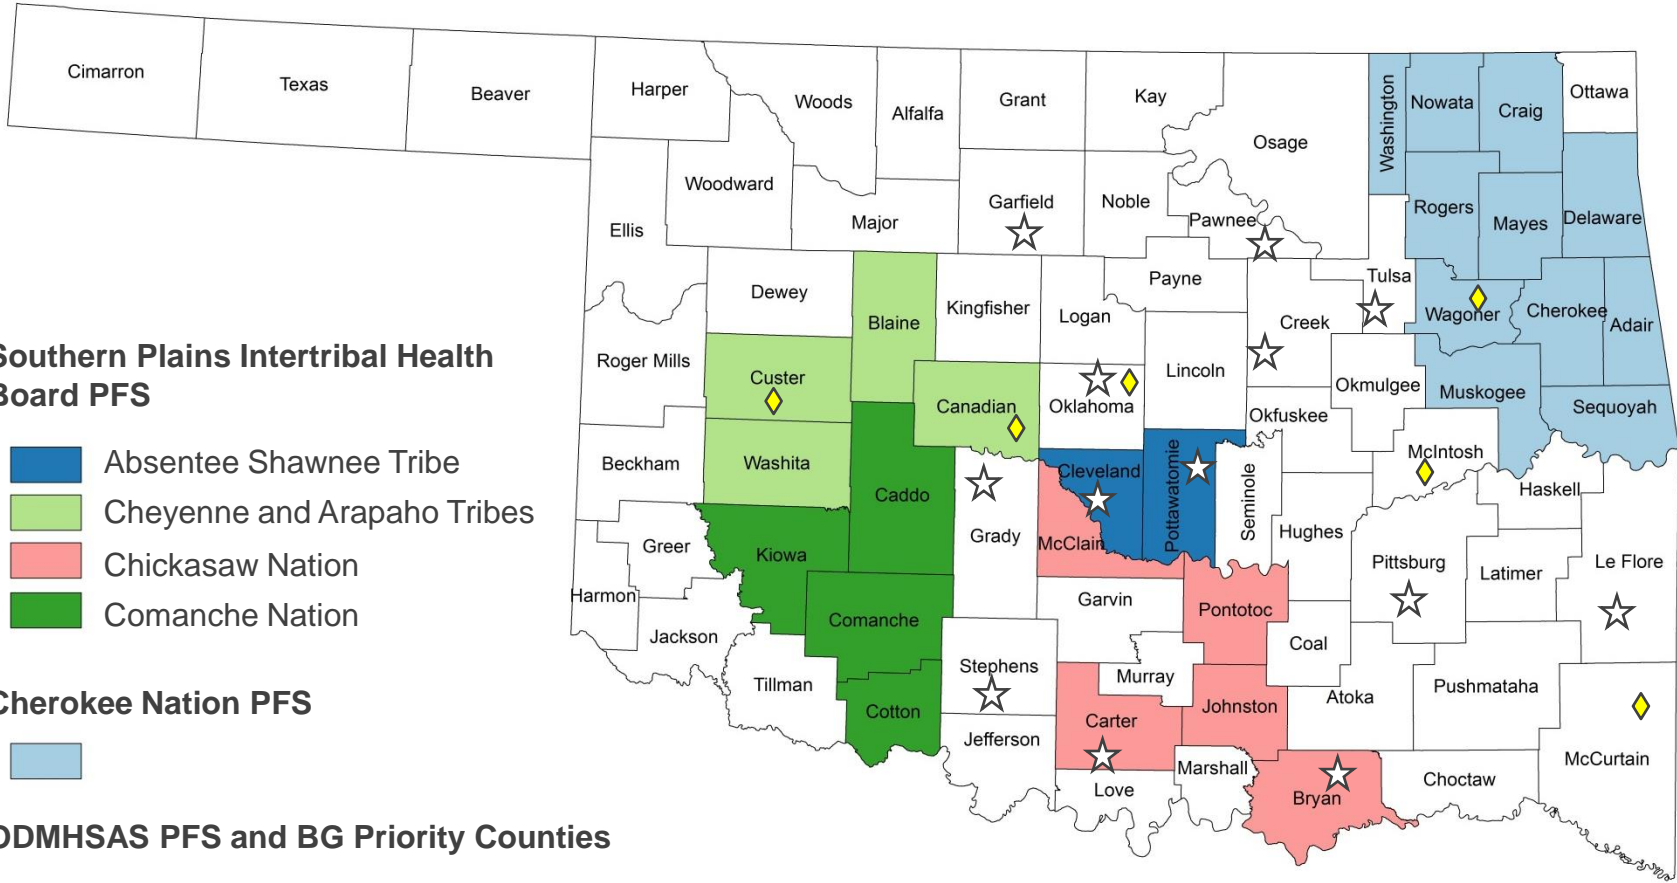 Cimarron
Texas
Beaver
Harper
Woods
Alfalfa
Grant
Kay
Osage
Washington
Nowata
Craig
Ottawa
Woodward
Ellis
Major
Garfield
Noble
Pawnee
Rogers
Mayes
Delaware
Dewey
Blaine
Kingfisher
Logan
Payne
Creek
Tulsa
Wagoner
Cherokee
Adair
Roger Mills
Custer
Canadian
Oklahoma
Lincoln
Okfuskee
Okmulgee
Muskogee
Sequoyah
Beckham
Washita
Caddo
Grady
Cleveland
McClain
Pottawatomie
Seminole
Hughes
McIntosh
Haskell
Pittsburg
Latimer
Le Flore
Greer
Kiowa
Harmon
Jackson
Comanche
Tillman
Cotton
Stephens
Jefferson
Garvin
Murray
Pontotoc
Coal
Carter
Johnston
Atoka
Pushmataha
Love
Marshall
Bryan
Choctaw
McCurtain
Southern Plains Intertribal Health
Board PFS
Absentee Shawnee Tribe
Cheyenne and Arapaho Tribes
Chickasaw Nation
Comanche Nation
Cherokee Nation PFS
ODMHSAS PFS and BG Priority Counties